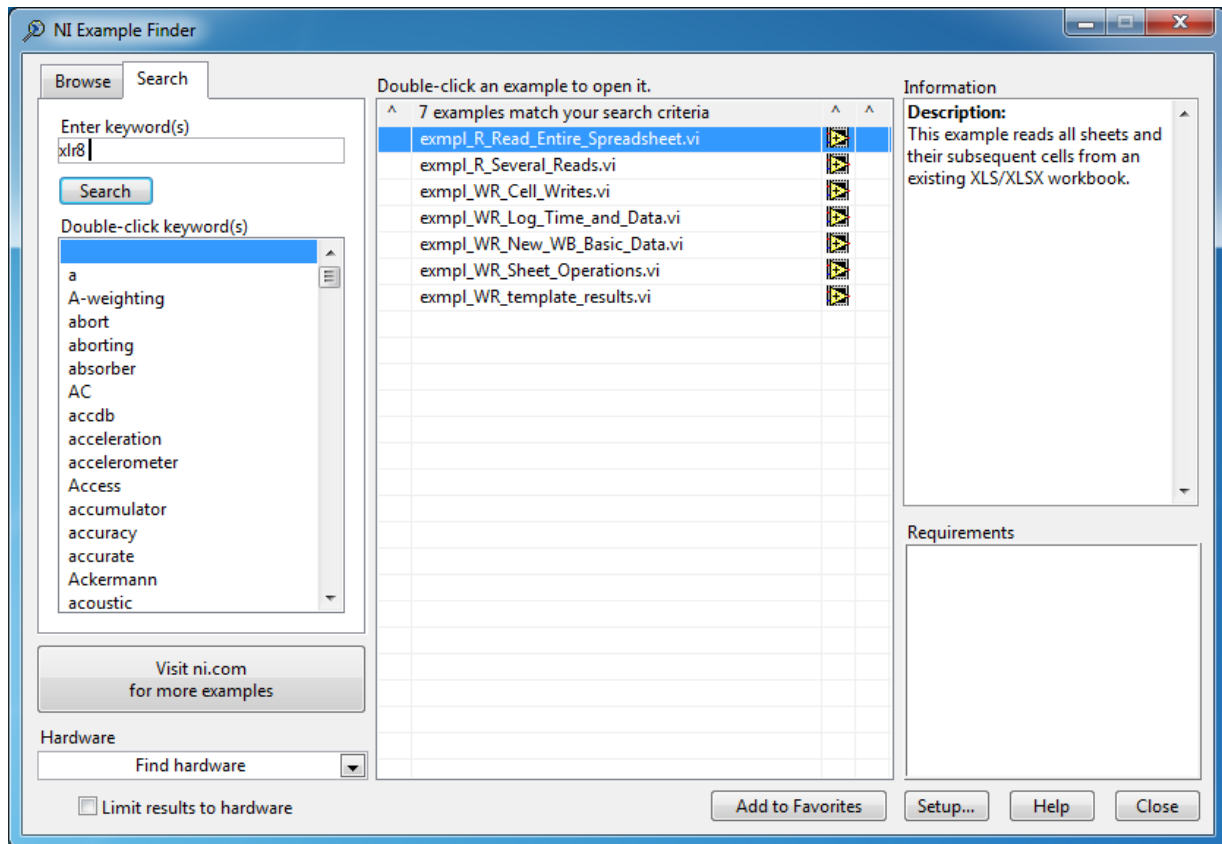 NI Example Finder
Browse
Search
Enter keyword(s)
xlr8
Search
Double-click keyword(s)
a
A-weighting
abort
aborting
absorber
AC
accdb
acceleration
accelerometer
Access
accumulator
accuracy
accurate
Ackermann
acoustic
Visit ni.com
for more examples
Hardware
Find hardware
Limit results to hardware
Double-click an example to open it.
^ 7 examples match your search criteria ^ ^
exmpl_R_Read_Entire_Spreadsheet.vi
exmpl_R_Several_Reads.vi
exmpl_WR_Cell_Writes.vi
exmpl_WR_Log_Time_and_Data.vi
exmpl_WR_New_WB_Basic_Data.vi
exmpl_WR_Sheet_Operations.vi
exmpl_WR_template_results.vi
Information
Description:
This example reads all sheets and
their subsequent cells from an
existing XLS/XLSX workbook.
Requirements
Add to Favorites
Setup...
Help
Close